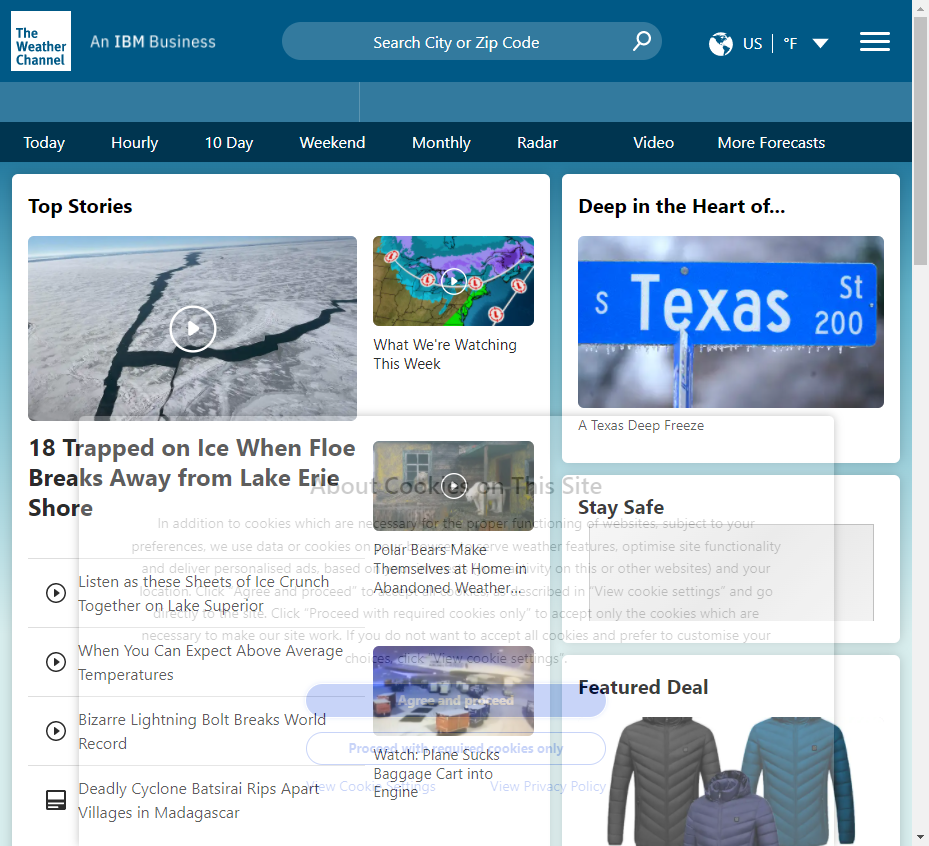 The
Weather
Channel
An IBM Business
Search City or Zip Code
US
°F
Today
Hourly
10 Day
Weekend
Monthly
Radar
Video
More Forecasts
Top Stories
18 Trapped on Ice When Floe
Breaks Away from Lake Erie
Shore
Listen as these Sheets of Ice Crunch
Together on Lake Superior
When You Can Expect Above Average
Temperatures
Bizarre Lightning Bolt Breaks World
Record
Deadly Cyclone Batsirai Rips Apart
Villages in Madagascar
What We're Watching
This Week
Polar Bears Make
Themselves at Home in
Abandoned Weather...
Watch: Plane Sucks
Baggage Cart into
Engine
Deep in the Heart of...
S Texas St
200
A Texas Deep Freeze
Stay Safe
Featured Deal
About Cookies on This Site
In addition to cookies which are necessary for the proper functioning of websites, subject to your
preferences, we use data or cookies on your browser to serve weather features, optimise site functionality
and deliver personalised ads, based on activity on this or other websites) and your
location. Click “Agree and proceed” to accept described in “View cookie settings” and go
directly to the site. Click “Proceed with required cookies only” to accept only the cookies which are
necessary to make our site work. If you do not want to accept all cookies and prefer to customise your
choices, click “View cookie settings”.
Agree and proceed
Proceed with required cookies only
View Cookie Settings
View Privacy Policy